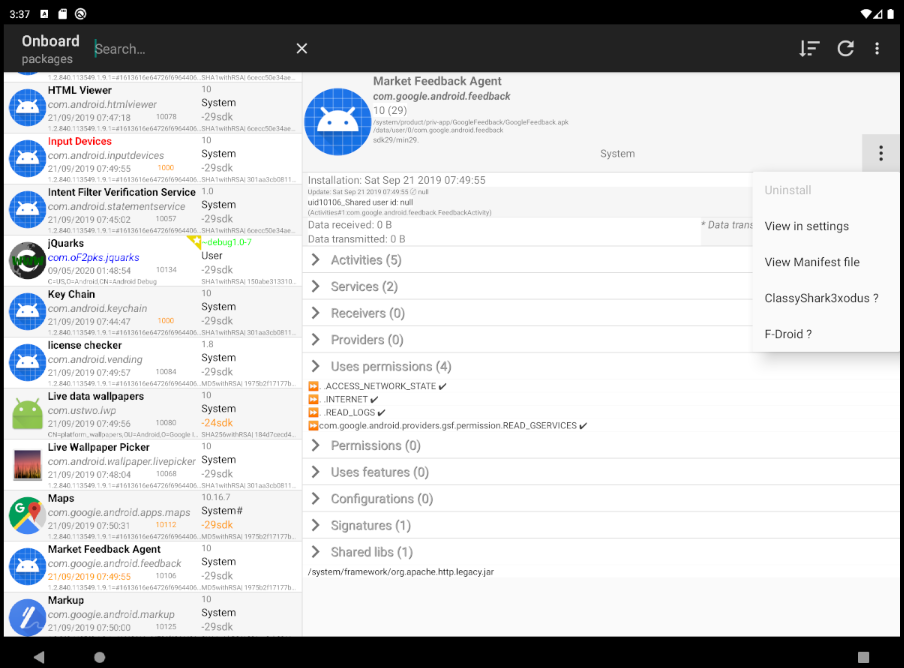 3:37
Onboard
packages
Search...
1.2.840.113549.1.9.1=#1613616e64726f6964406...SHA1withRSA| 6cecc50e34ae...
HTML Viewer 10
com.android.htmlviewer System
21/09/2019 07:47:18 10078 -29sdk
1.2.840.113549.1.9.1=#1613616e64726f6964406...SHA1withRSA| 301aa3cb0811...
Input Devices 10
com.android.inputdevices System
21/09/2019 07:49:55 1000 -29sdk
1.2.840.113549.1.9.1=#1613616e64726f6964406...SHA1withRSA| 301aa3cb0811...
Intent Filter Verification Service 1.0
com.android.statementservice System
21/09/2019 07:45:02 10057 -29sdk
1.2.840.113549.1.9.1=#1613616e64726f6964406...SHA1withRSA| 301aa3cb0811...
jQuarks ~debug1.0-7
com.oF2pks.jquarks User
09/05/2020 01:48:54 10134 -29sdk
C=US,O=Android,CN=Android Debug SHA1withRSA| 150abe313310...
Key Chain 10
com.android.keychain System
21/09/2019 07:44:47 1000 -29sdk
1.2.840.113549.1.9.1=#1613616e64726f6964406...SHA1withRSA| 301aa3cb0811...
license checker 1.8
com.android.vending System
21/09/2019 07:49:57 10084 -29sdk
1.2.840.113549.1.9.1=#1613616e64726f6964406...MD5withRSA| 1975b2f17177b...
Live data wallpapers 10
com.ustwo.lwp System
21/09/2019 07:49:56 10080 -24sdk
CN=platform_wallpapers,OU=Android,O=Google I... SHA256withRSA| 184d7cecd4...
Live Wallpaper Picker 10
com.android.wallpaper.livepicker System
21/09/2019 07:48:04 10068 -29sdk
1.2.840.113549.1.9.1=#1613616e64726f6964406...SHA1withRSA| 301aa3cb0811...
Maps 10.16.7
com.google.android.apps.maps System#
21/09/2019 07:50:31 10112 -29sdk
1.2.840.113549.1.9.1=#1613616e64726f6964406...MD5withRSA| 1975b2f17177b...
Market Feedback Agent 10
com.google.android.feedback System
21/09/2019 07:49:55 10106 -29sdk
1.2.840.113549.1.9.1=#1613616e64726f6964406...MD5withRSA| 1975b2f17177b...
Markup 10
com.google.android.markup System
21/09/2019 07:50:00 10125 -29sdk
Market Feedback Agent
com.google.android.feedback
10 (29)
/system/product/priv-app/GoogleFeedback/GoogleFeedback.apk
/data/user/0/com.google.android.feedback
sdk29/min29
System
Installation: Sat Sep 21 2019 07:49:55
Update: Sat Sep 21 2019 07:49:55 null
uid10106_Shared user id: null
(Activities#1:com.google.android.feedback.FeedbackActivity)
Data received: 0 B * Data trans
Data transmitted: 0 B
Activities (5)
Services (2)
Receivers (0)
Providers (0)
Uses permissions (4)
⏩ .ACCESS_NETWORK_STATE ✔
⏩ .INTERNET ✔
⏩ .READ_LOGS ✔
⏩com.google.android.providers.gsf.permission.READ_GSERVICES ✔
Permissions (0)
Uses features (0)
Configurations (0)
Signatures (1)
Shared libs (1)
/system/framework/org.apache.http.legacy.jar
Uninstall
View in settings
View Manifest file
ClassyShark3xodus ?
F-Droid ?